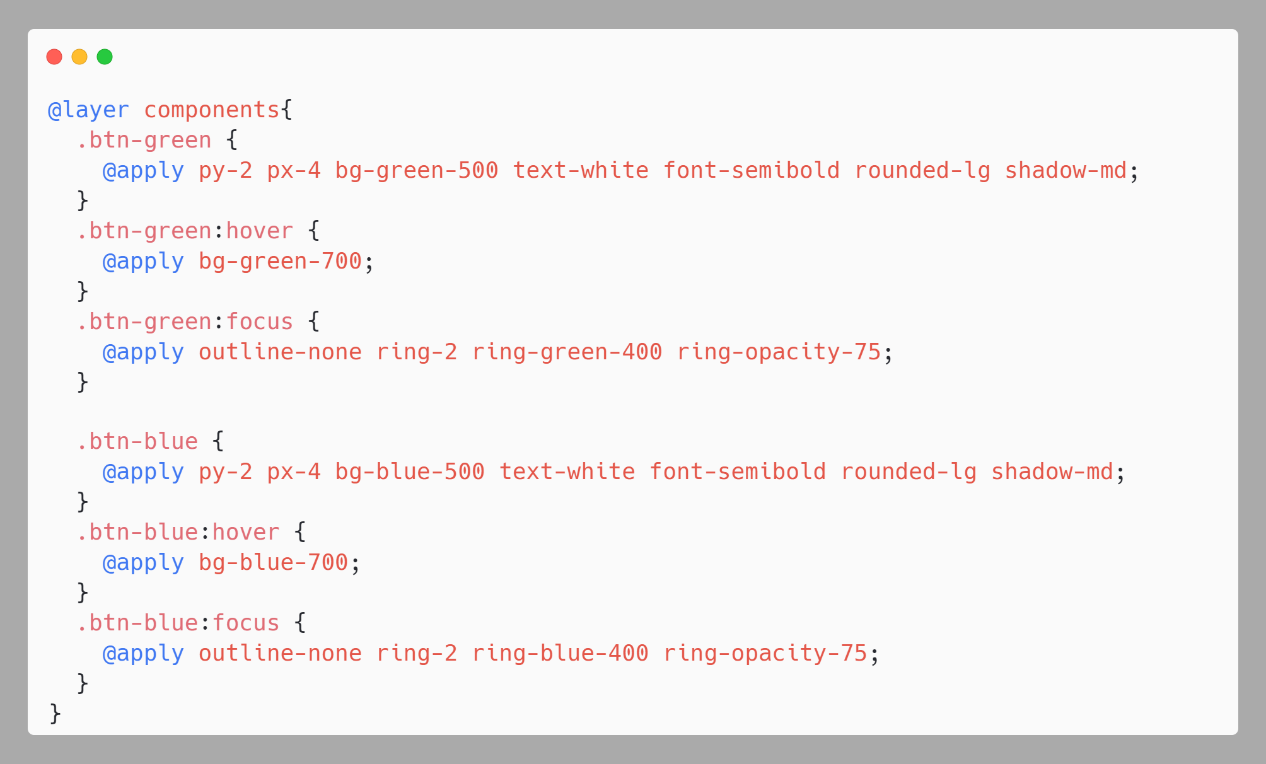 @layer components{
  .btn-green {
    @apply py-2 px-4 bg-green-500 text-white font-semibold rounded-lg shadow-md;
  }
  .btn-green:hover {
    @apply bg-green-700;
  }
  .btn-green:focus {
    @apply outline-none ring-2 ring-green-400 ring-opacity-75;
  }

  .btn-blue {
    @apply py-2 px-4 bg-blue-500 text-white font-semibold rounded-lg shadow-md;
  }
  .btn-blue:hover {
    @apply bg-blue-700;
  }
  .btn-blue:focus {
    @apply outline-none ring-2 ring-blue-400 ring-opacity-75;
  }
}